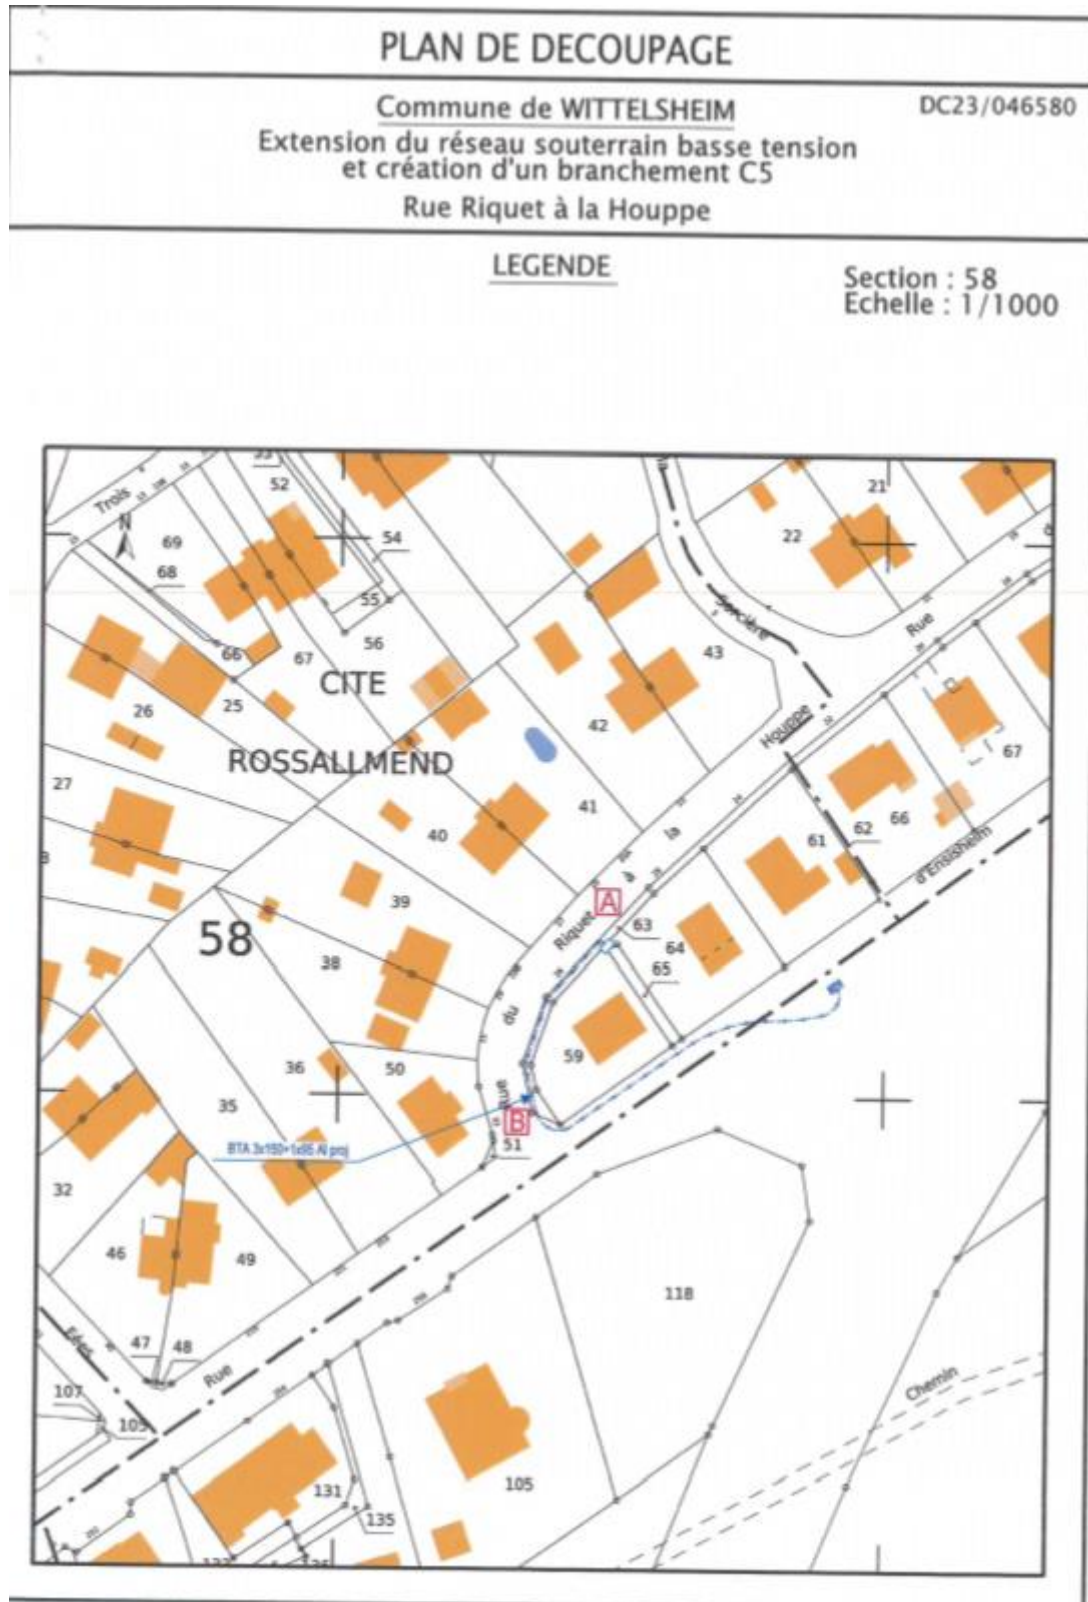 PLAN DE DECOUPAGE
Commune de WITTELSHEIM
DC23/046580
Extension du réseau souterrain basse tension
et création d'un branchement C5
Rue Riquet à la Houppe
LEGENDE
Section : 58
Echelle : 1/1000
52
21
Trois
N
54
22
69
68
55
56
Sorcière
Rue
66
67
43
CITE
26
25
42
Houppe
ROSSALLMEND
67
27
41
la
40
66
62
61
d'Ensisheim
à
39
A
58
Riquet
63
64
38
65
du
59
36
50
Rue
35
B
BTA 3x150+1x95 Al proj
51
32
46
49
118
Fées
47
48
Rue
Chemin
107
105
105
131
135